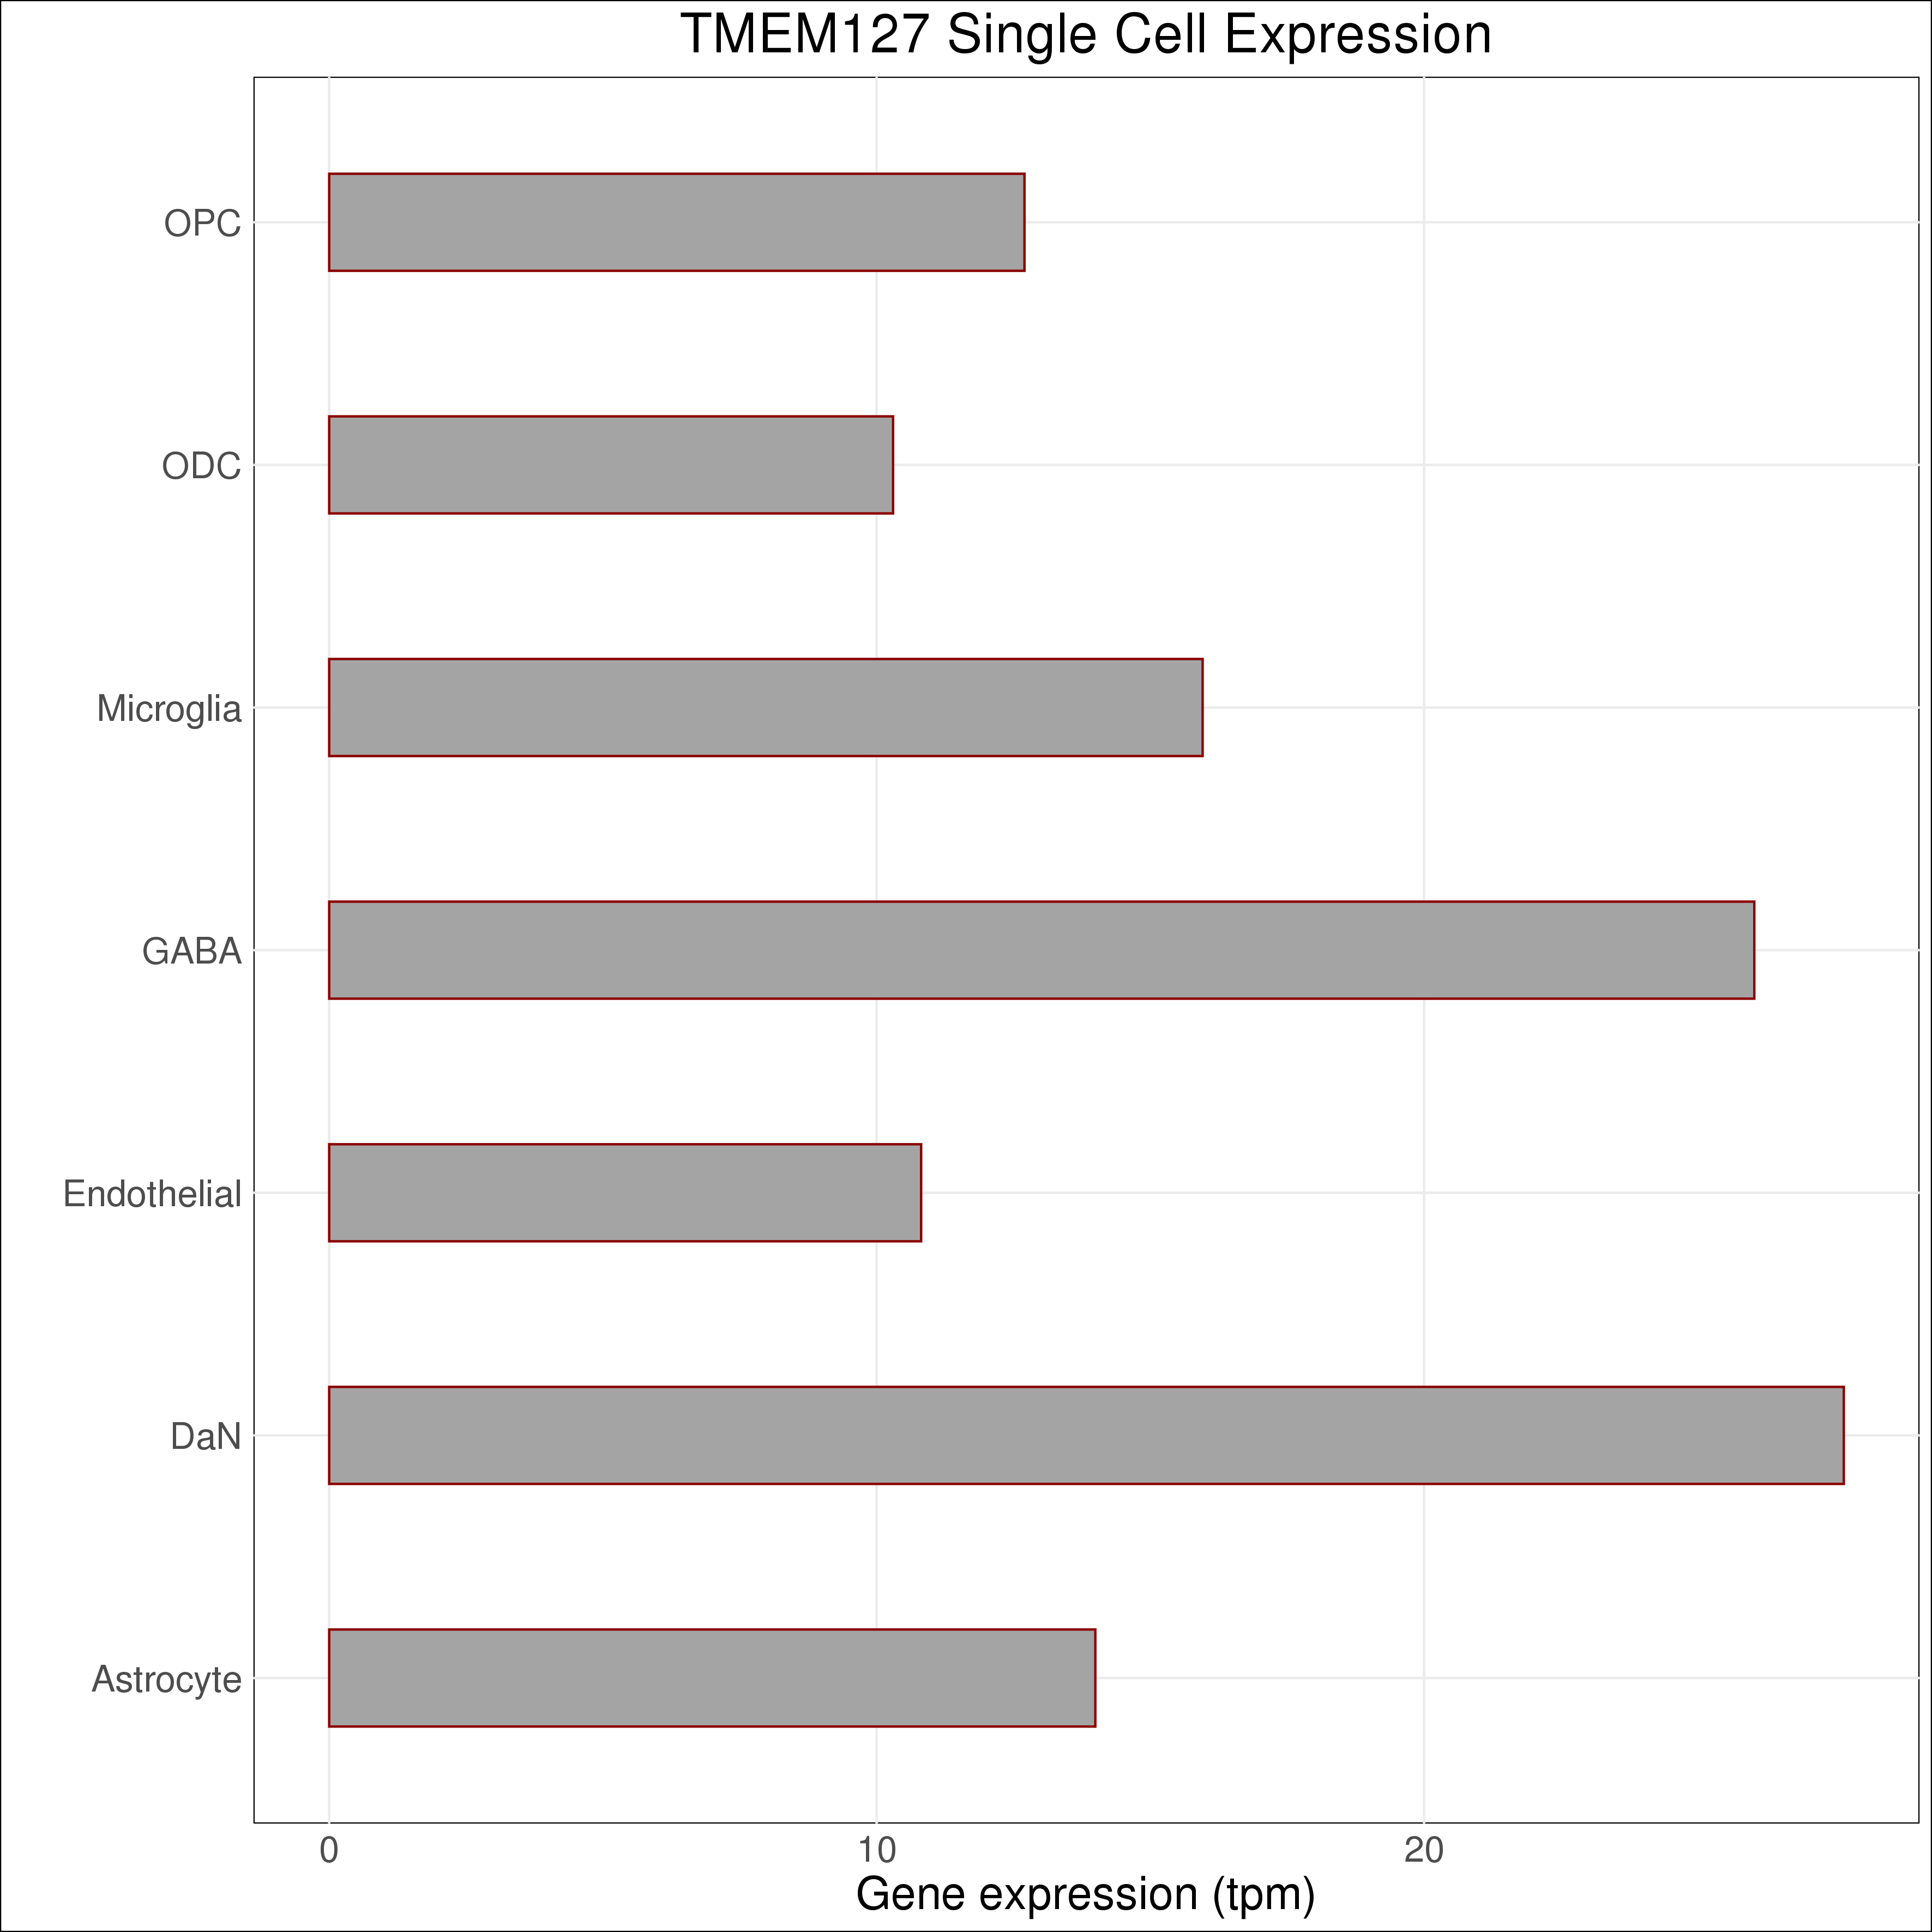 TMEM127 Single Cell Expression
OPC
ODC
Microglia
GABA
Endothelial
DaN
Astrocyte
0 10 20
Gene expression (tpm)